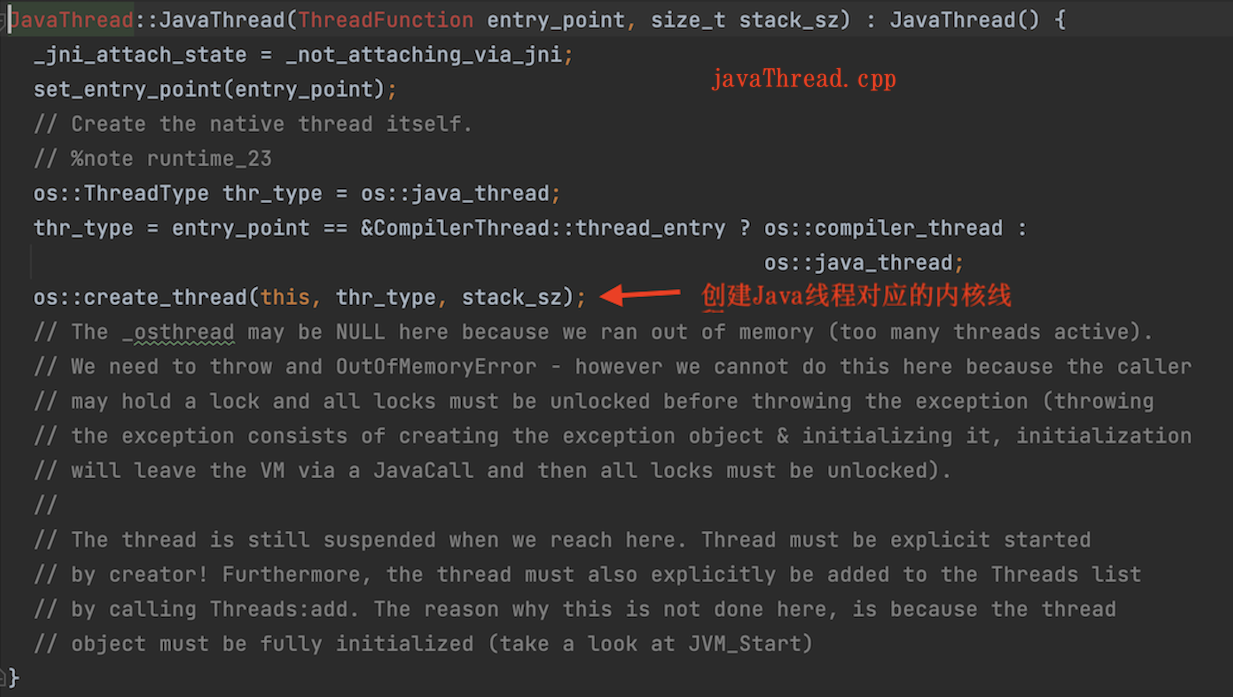 JavaThread::JavaThread(ThreadFunction entry_point, size_t stack_sz) : JavaThread() {
_jni_attach_state = _not_attaching_via_jni;
javaThread.cpp
set_entry_point(entry_point);
// Create the native thread itself.
// %note runtime_23
os::ThreadType thr_type = os::java_thread;
thr_type = entry_point == &CompilerThread::thread_entry ? os::compiler_thread :
os::java_thread;
os::create_thread(this, thr_type, stack_sz); 创建Java线程对应的内核线
// The _osthread may be NULL here because we ran out of memory (too many threads active).
// We need to throw and OutOfMemoryError - however we cannot do this here because the caller
// may hold a lock and all locks must be unlocked before throwing the exception (throwing
// the exception consists of creating the exception object & initializing it, initialization
// will leave the VM via a JavaCall and then all locks must be unlocked).
//
// The thread is still suspended when we reach here. Thread must be explicit started
// by creator! Furthermore, the thread must also explicitly be added to the Threads list
// by calling Threads:add. The reason why this is not done here, is because the thread
// object must be fully initialized (take a look at JVM_Start)
}